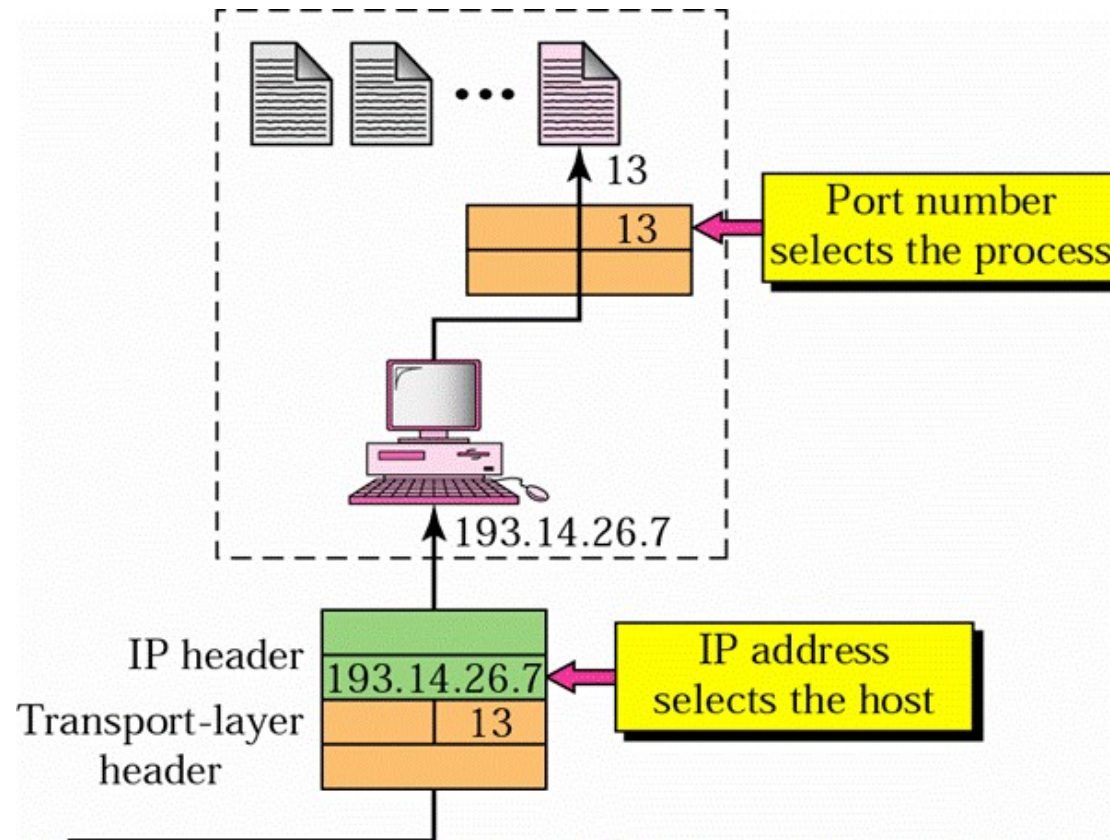 13
13
Port number
selects the process
193.14.26.7
IP header
193.14.26.7
IP address
selects the host
Transport-layer
header
13